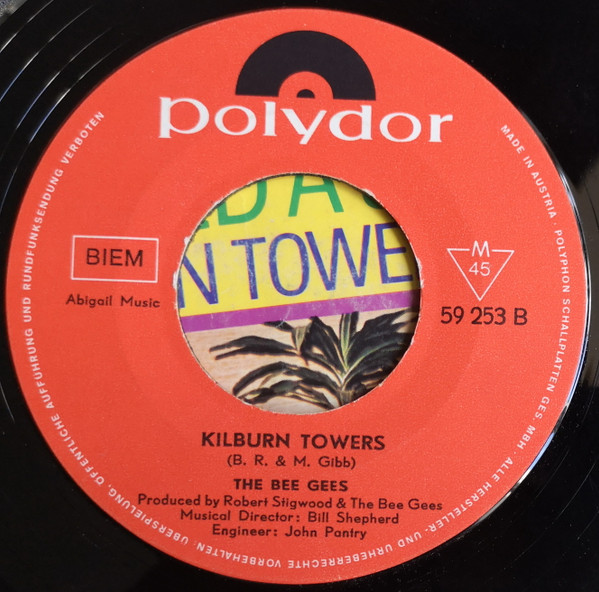 polydor
BIEM
Abigail Music
DA
N TOWE
M
45
59 253 B
KILBURN TOWERS
(B. R. & M. Gibb)
THE BEE GEES
Produced by Robert Stigwood & The Bee Gees
Musical Director: Bill Shepherd
Engineer: John Pantry
MADE IN AUSTRIA · POLYPHON SCHALLPLATTEN GES. MBH · ALLE HERSTELLER- UND URHEBERRECHTE VORBEHALTEN. ÜBERSPIELUNG, ÖFFENTLICHE AUFFÜHRUNG UND RUNDFUNKSENDUNG VERBOTEN